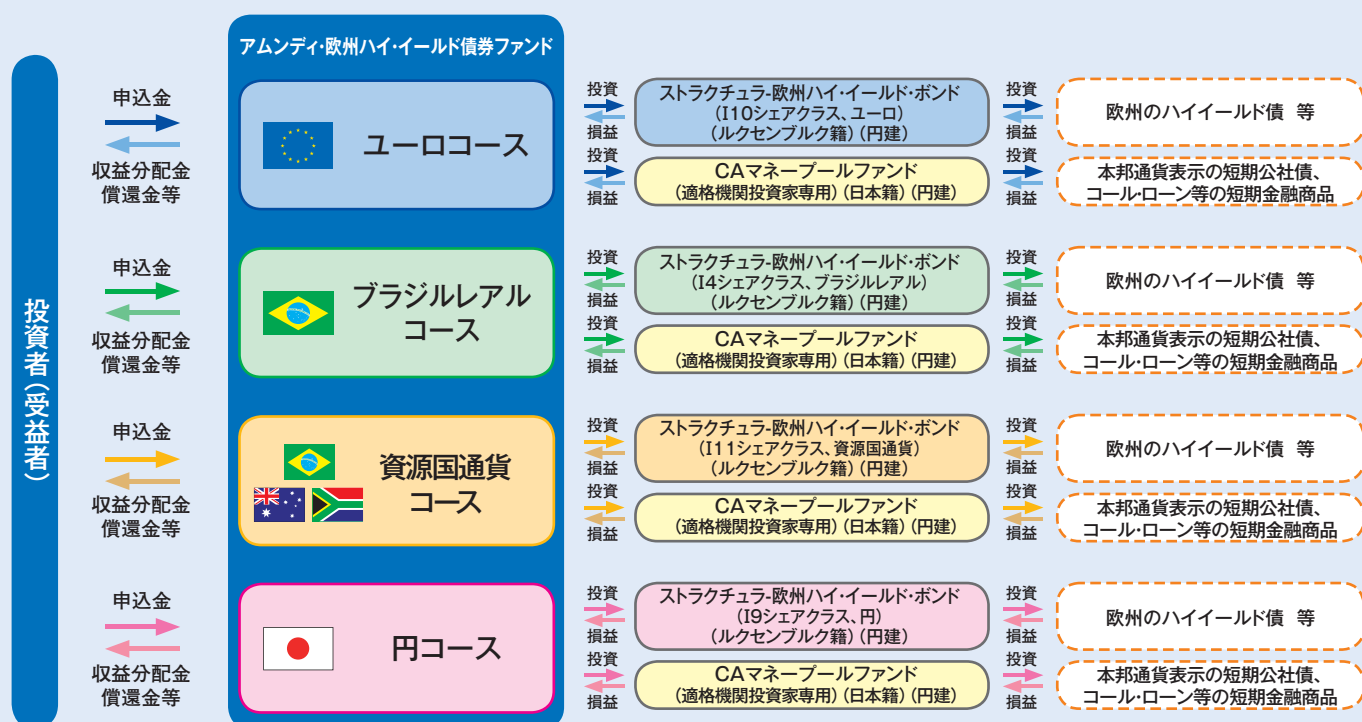 アムンディ・欧州ハイ・イールド債券ファンド
投資者(受益者)
申込金
収益分配金
償還金等
ユーロコース
投資
損益
ストラクチュラ-欧州ハイ・イールド・ボンド
(I10シェアクラス、ユーロ)
(ルクセンブルク籍)(円建)
投資
損益
欧州のハイイールド債 等
投資
損益
CAマネープールファンド
(適格機関投資家専用)(日本籍)(円建)
投資
損益
本邦通貨表示の短期公社債、
コール・ローン等の短期金融商品
申込金
収益分配金
償還金等
ブラジルレアル
コース
投資
損益
ストラクチュラ-欧州ハイ・イールド・ボンド
(I4シェアクラス、ブラジルレアル)
(ルクセンブルク籍)(円建)
投資
損益
欧州のハイイールド債 等
投資
損益
CAマネープールファンド
(適格機関投資家専用)(日本籍)(円建)
投資
損益
本邦通貨表示の短期公社債、
コール・ローン等の短期金融商品
申込金
収益分配金
償還金等
資源国通貨
コース
投資
損益
ストラクチュラ-欧州ハイ・イールド・ボンド
(I11シェアクラス、資源国通貨)
(ルクセンブルク籍)(円建)
投資
損益
欧州のハイイールド債 等
投資
損益
CAマネープールファンド
(適格機関投資家専用)(日本籍)(円建)
投資
損益
本邦通貨表示の短期公社債、
コール・ローン等の短期金融商品
申込金
収益分配金
償還金等
円コース
投資
損益
ストラクチュラ-欧州ハイ・イールド・ボンド
(I9シェアクラス、円)
(ルクセンブルク籍)(円建)
投資
損益
欧州のハイイールド債 等
投資
損益
CAマネープールファンド
(適格機関投資家専用)(日本籍)(円建)
投資
損益
本邦通貨表示の短期公社債、
コール・ローン等の短期金融商品